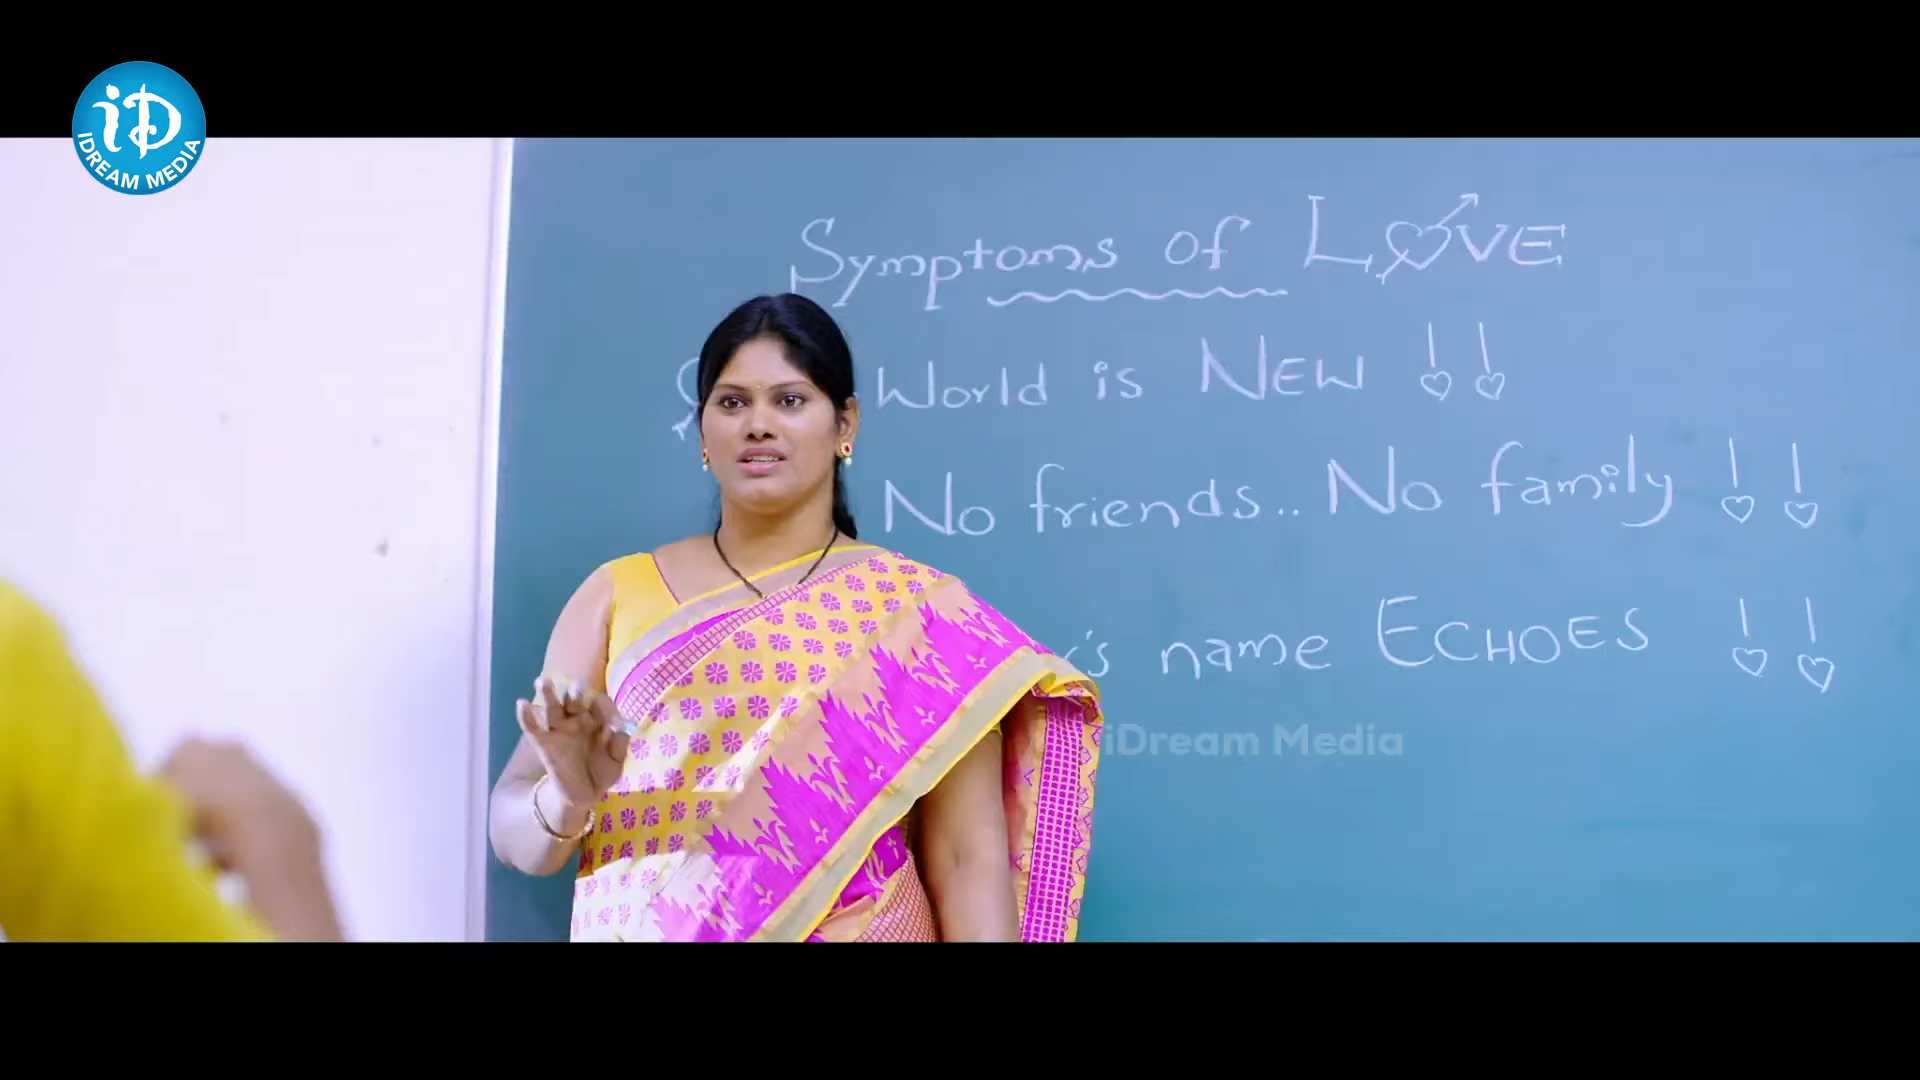 iD
IDREAM MEDIA
Symptoms of LOVE
World is NEW !!
No friends.. No family !!
name ECHOES !!
iDream Media